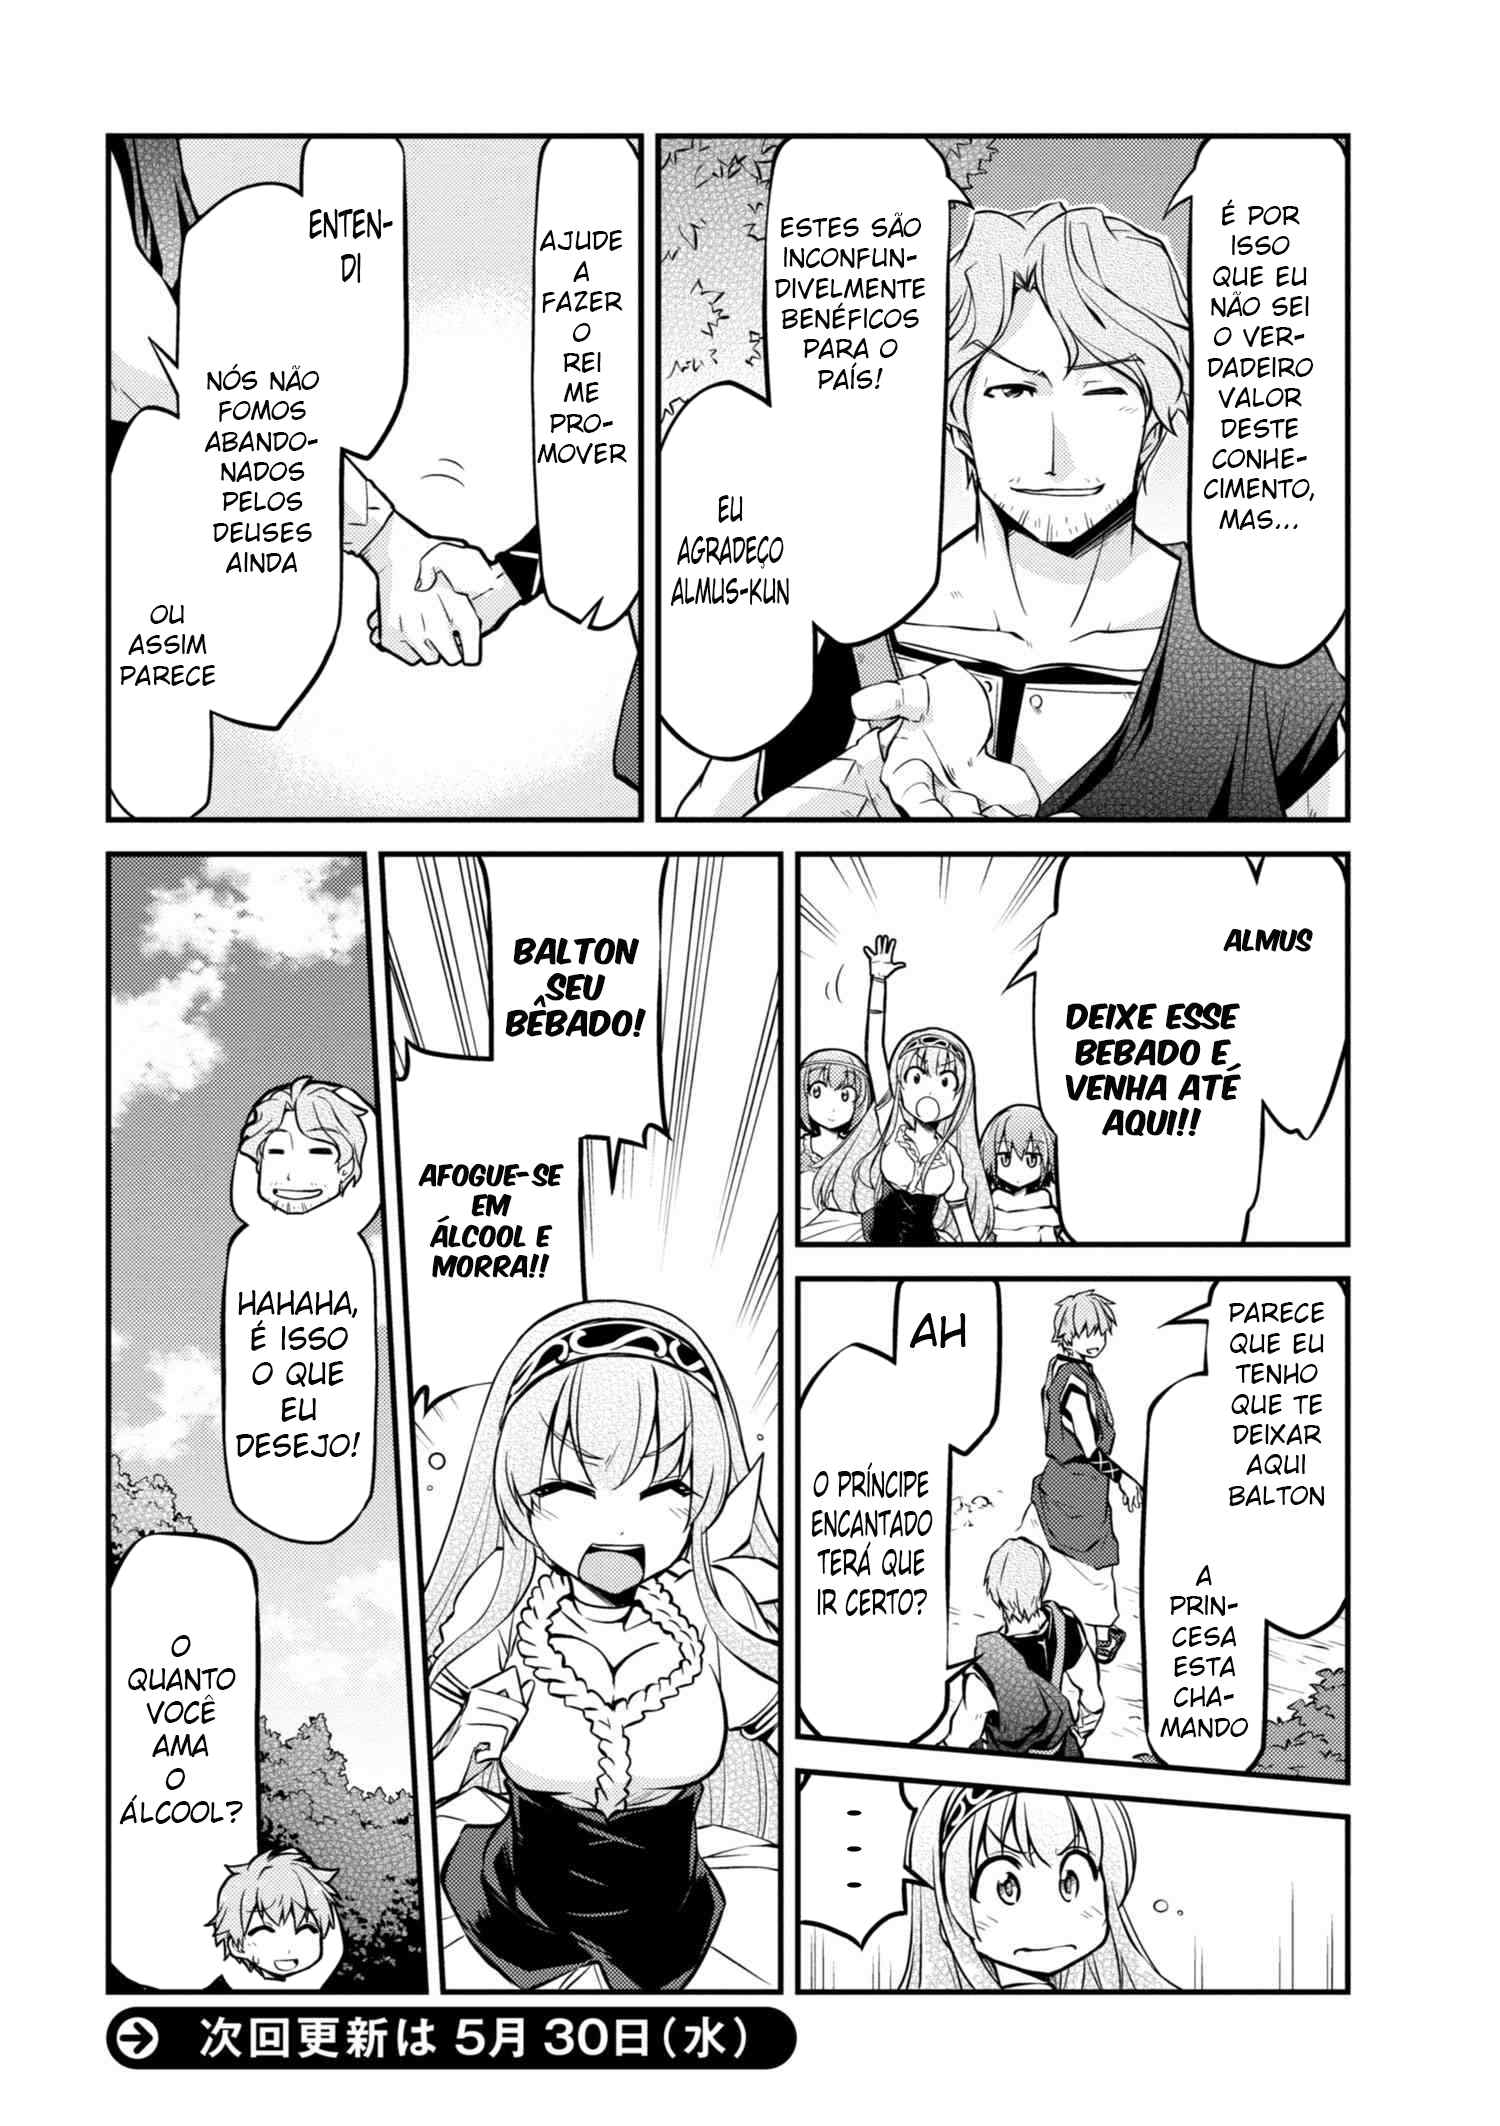 É POR
ISSO
QUE EU
NÃO SEI
O VER-
DADEIRO
VALOR
DESTE
CONHE-
CIMENTO,
MAS...
ESTES SÃO
INCONFUN-
DIVELMENTE
BENÉFICOS
PARA O
PAÍS!
EU
AGRADEÇO
ALMUS-KUN
AJUDE
A
FAZER
O
REI
ME
PRO-
MOVER
ENTEN-
DI
NÓS NÃO
FOMOS
ABANDO-
NADOS
PELOS
DEUSES
AINDA
OU
ASSIM
PARECE
ALMUS
DEIXE ESSE
BEBADO E
VENHA ATÉ
AQUI!!
PARECE
QUE EU
TENHO
QUE TE
DEIXAR
AQUI
BALTON
A
PRIN-
CESA
ESTA
CHA-
MANDO
AH
O PRÍNCIPE
ENCANTADO
TERÁ QUE
IR CERTO?
...
BALTON
SEU
BÊBADO!
AFOGUE-SE
EM
ÁLCOOL E
MORRA!!
HAHAHA,
É ISSO
O QUE
EU
DESEJO!
O
QUANTO
VOCÊ
AMA
O
ÁLCOOL?
次回更新は 5月 30日(水)